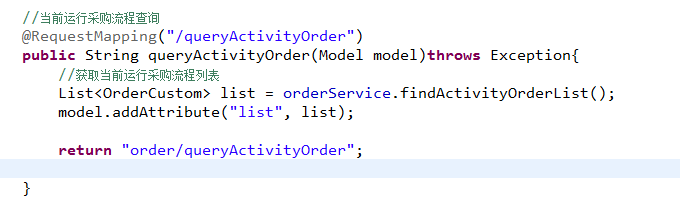 //当前运行采购流程查询
@RequestMapping("/queryActivityOrder")
public String queryActivityOrder(Model model)throws Exception{
//获取当前运行采购流程列表
List<OrderCustom> list = orderService.findActivityOrderList();
model.addAttribute("list", list);
return "order/queryActivityOrder";
}